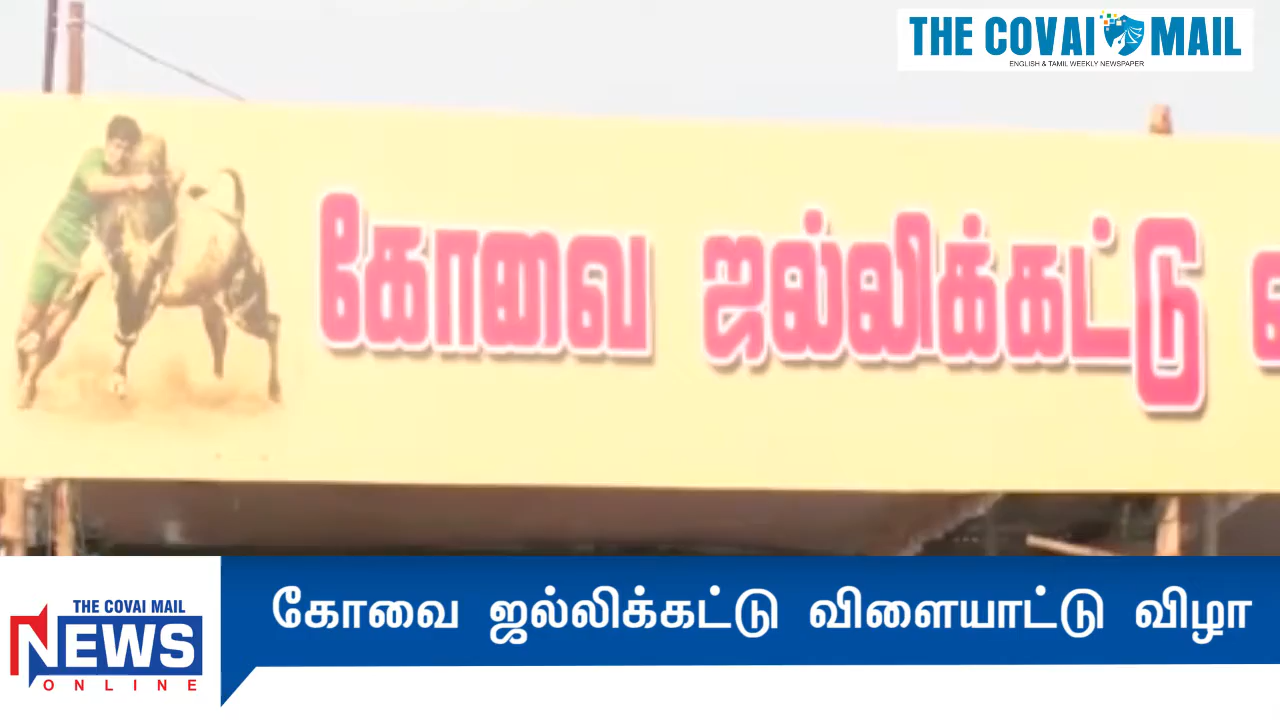 THE COVAI MAIL
ENGLISH & TAMIL WEEKLY NEWSPAPER
கோவை ஜல்லிக்கட்டு
THE COVAI MAIL
NEWS
ONLINE
கோவை ஜல்லிக்கட்டு விளையாட்டு விழா